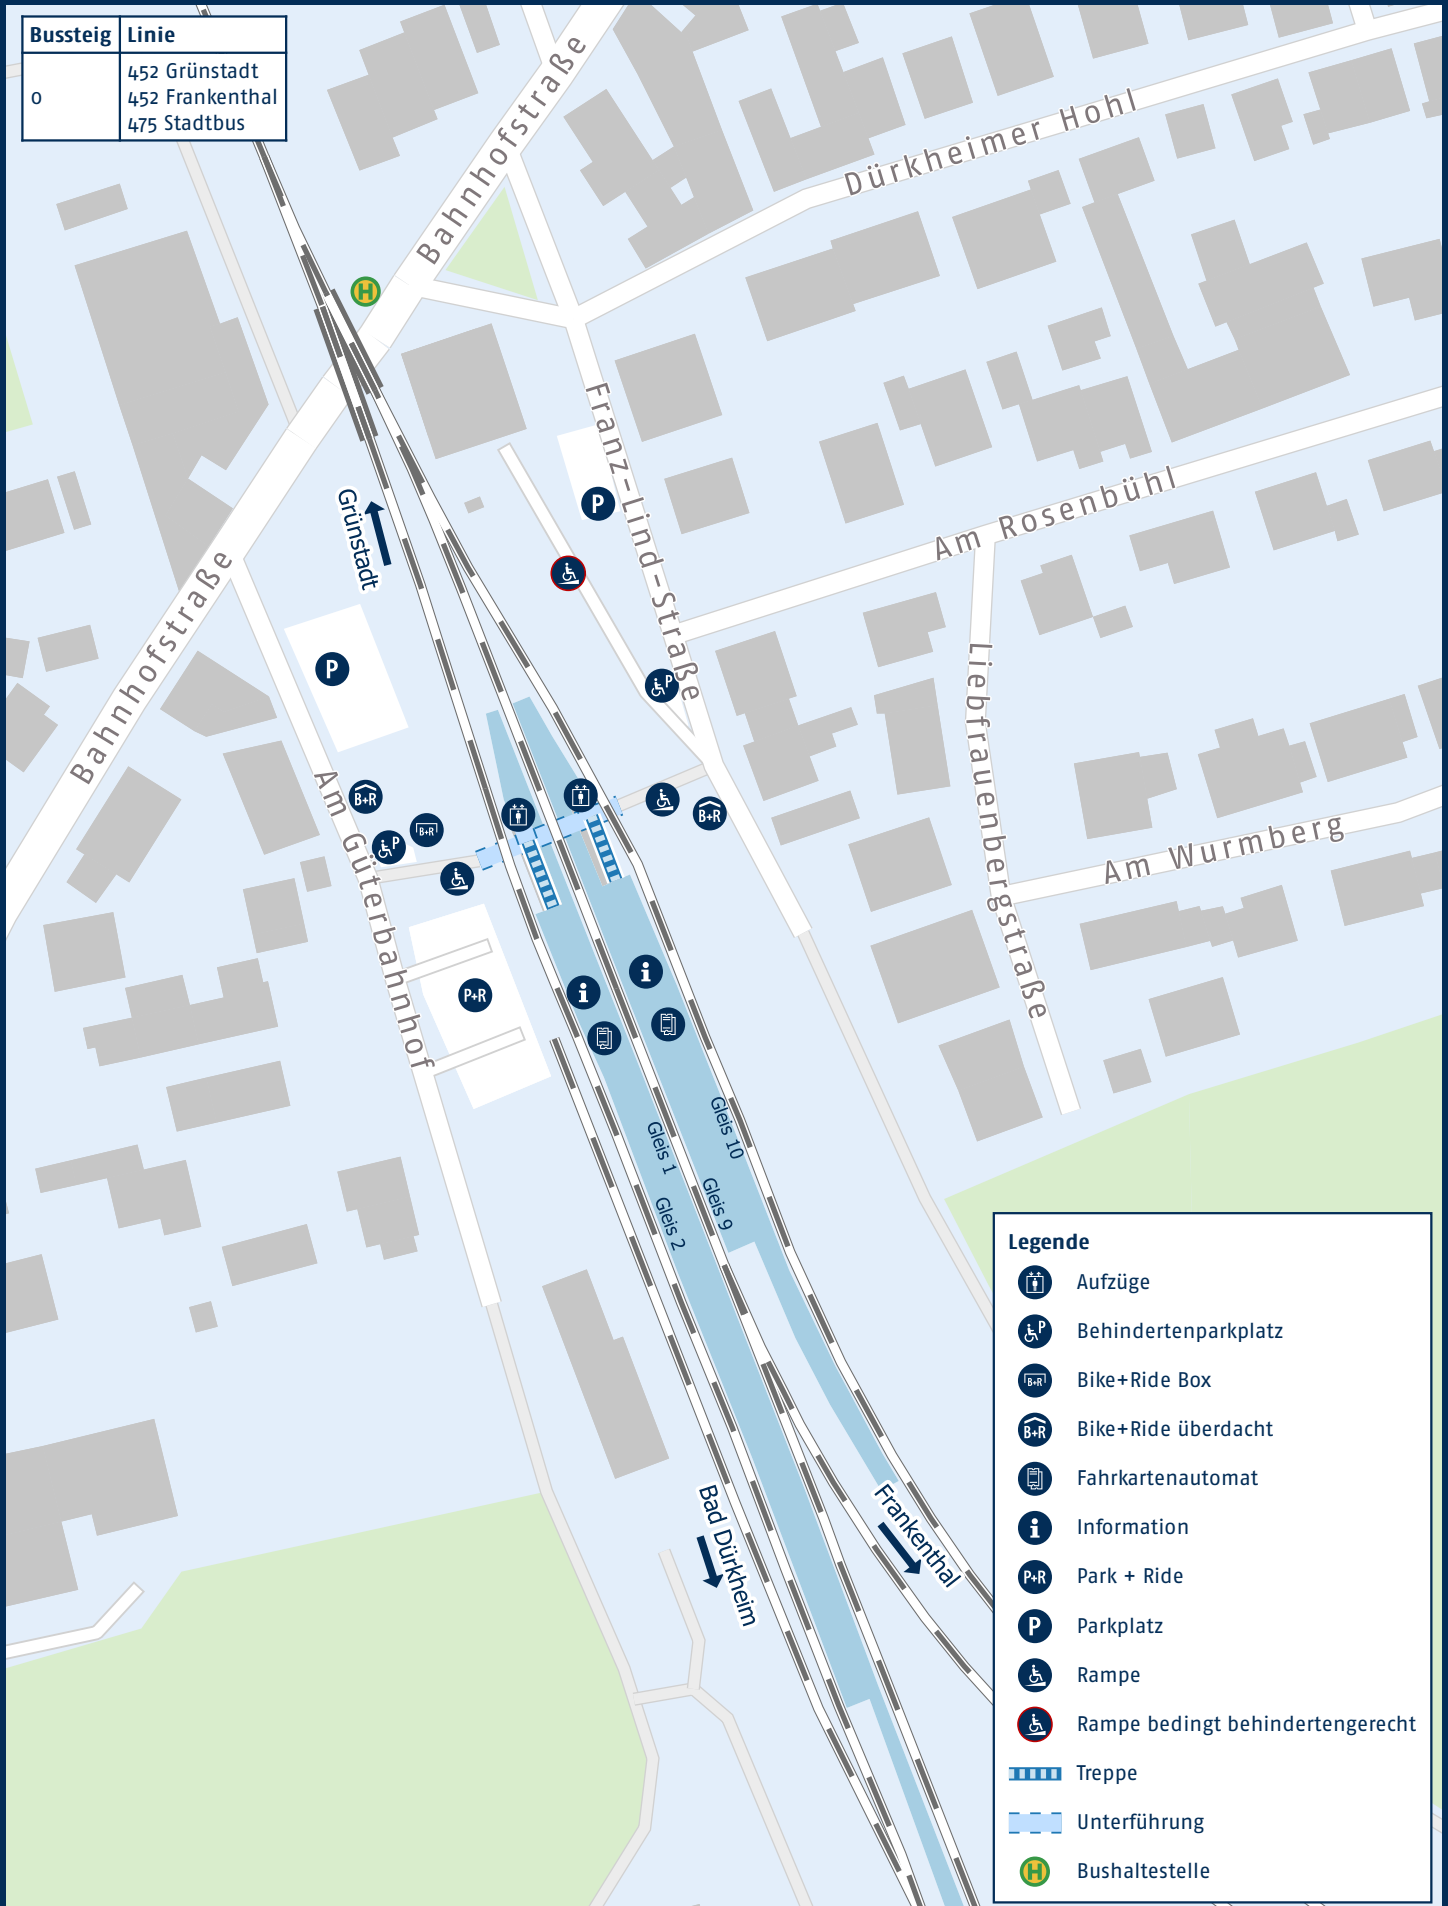 Bussteig Linie
0
452 Grünstadt
452 Frankenthal
475 Stadtbus
Bahnhofstraße
Dürkheimer Hohl
H
Franz-Lind-Straße
P
Grünstadt
Am Rosenbühl
Bahnhofstraße
P
P
Liebfrauenbergstraße
Am Güterbahnhof
B+R
B+R
P
B+R
Am Wurmberg
P+R
i
i
Gleis 10
Gleis 1
Gleis 9
Gleis 2
Bad Dürkheim
Frankenthal
Legende
Aufzüge
P Behindertenparkplatz
B+R Bike+Ride Box
B+R Bike+Ride überdacht
Fahrkartenautomat
i Information
P+R Park + Ride
P Parkplatz
Rampe
Rampe bedingt behindertengerecht
Treppe
Unterführung
H Bushaltestelle